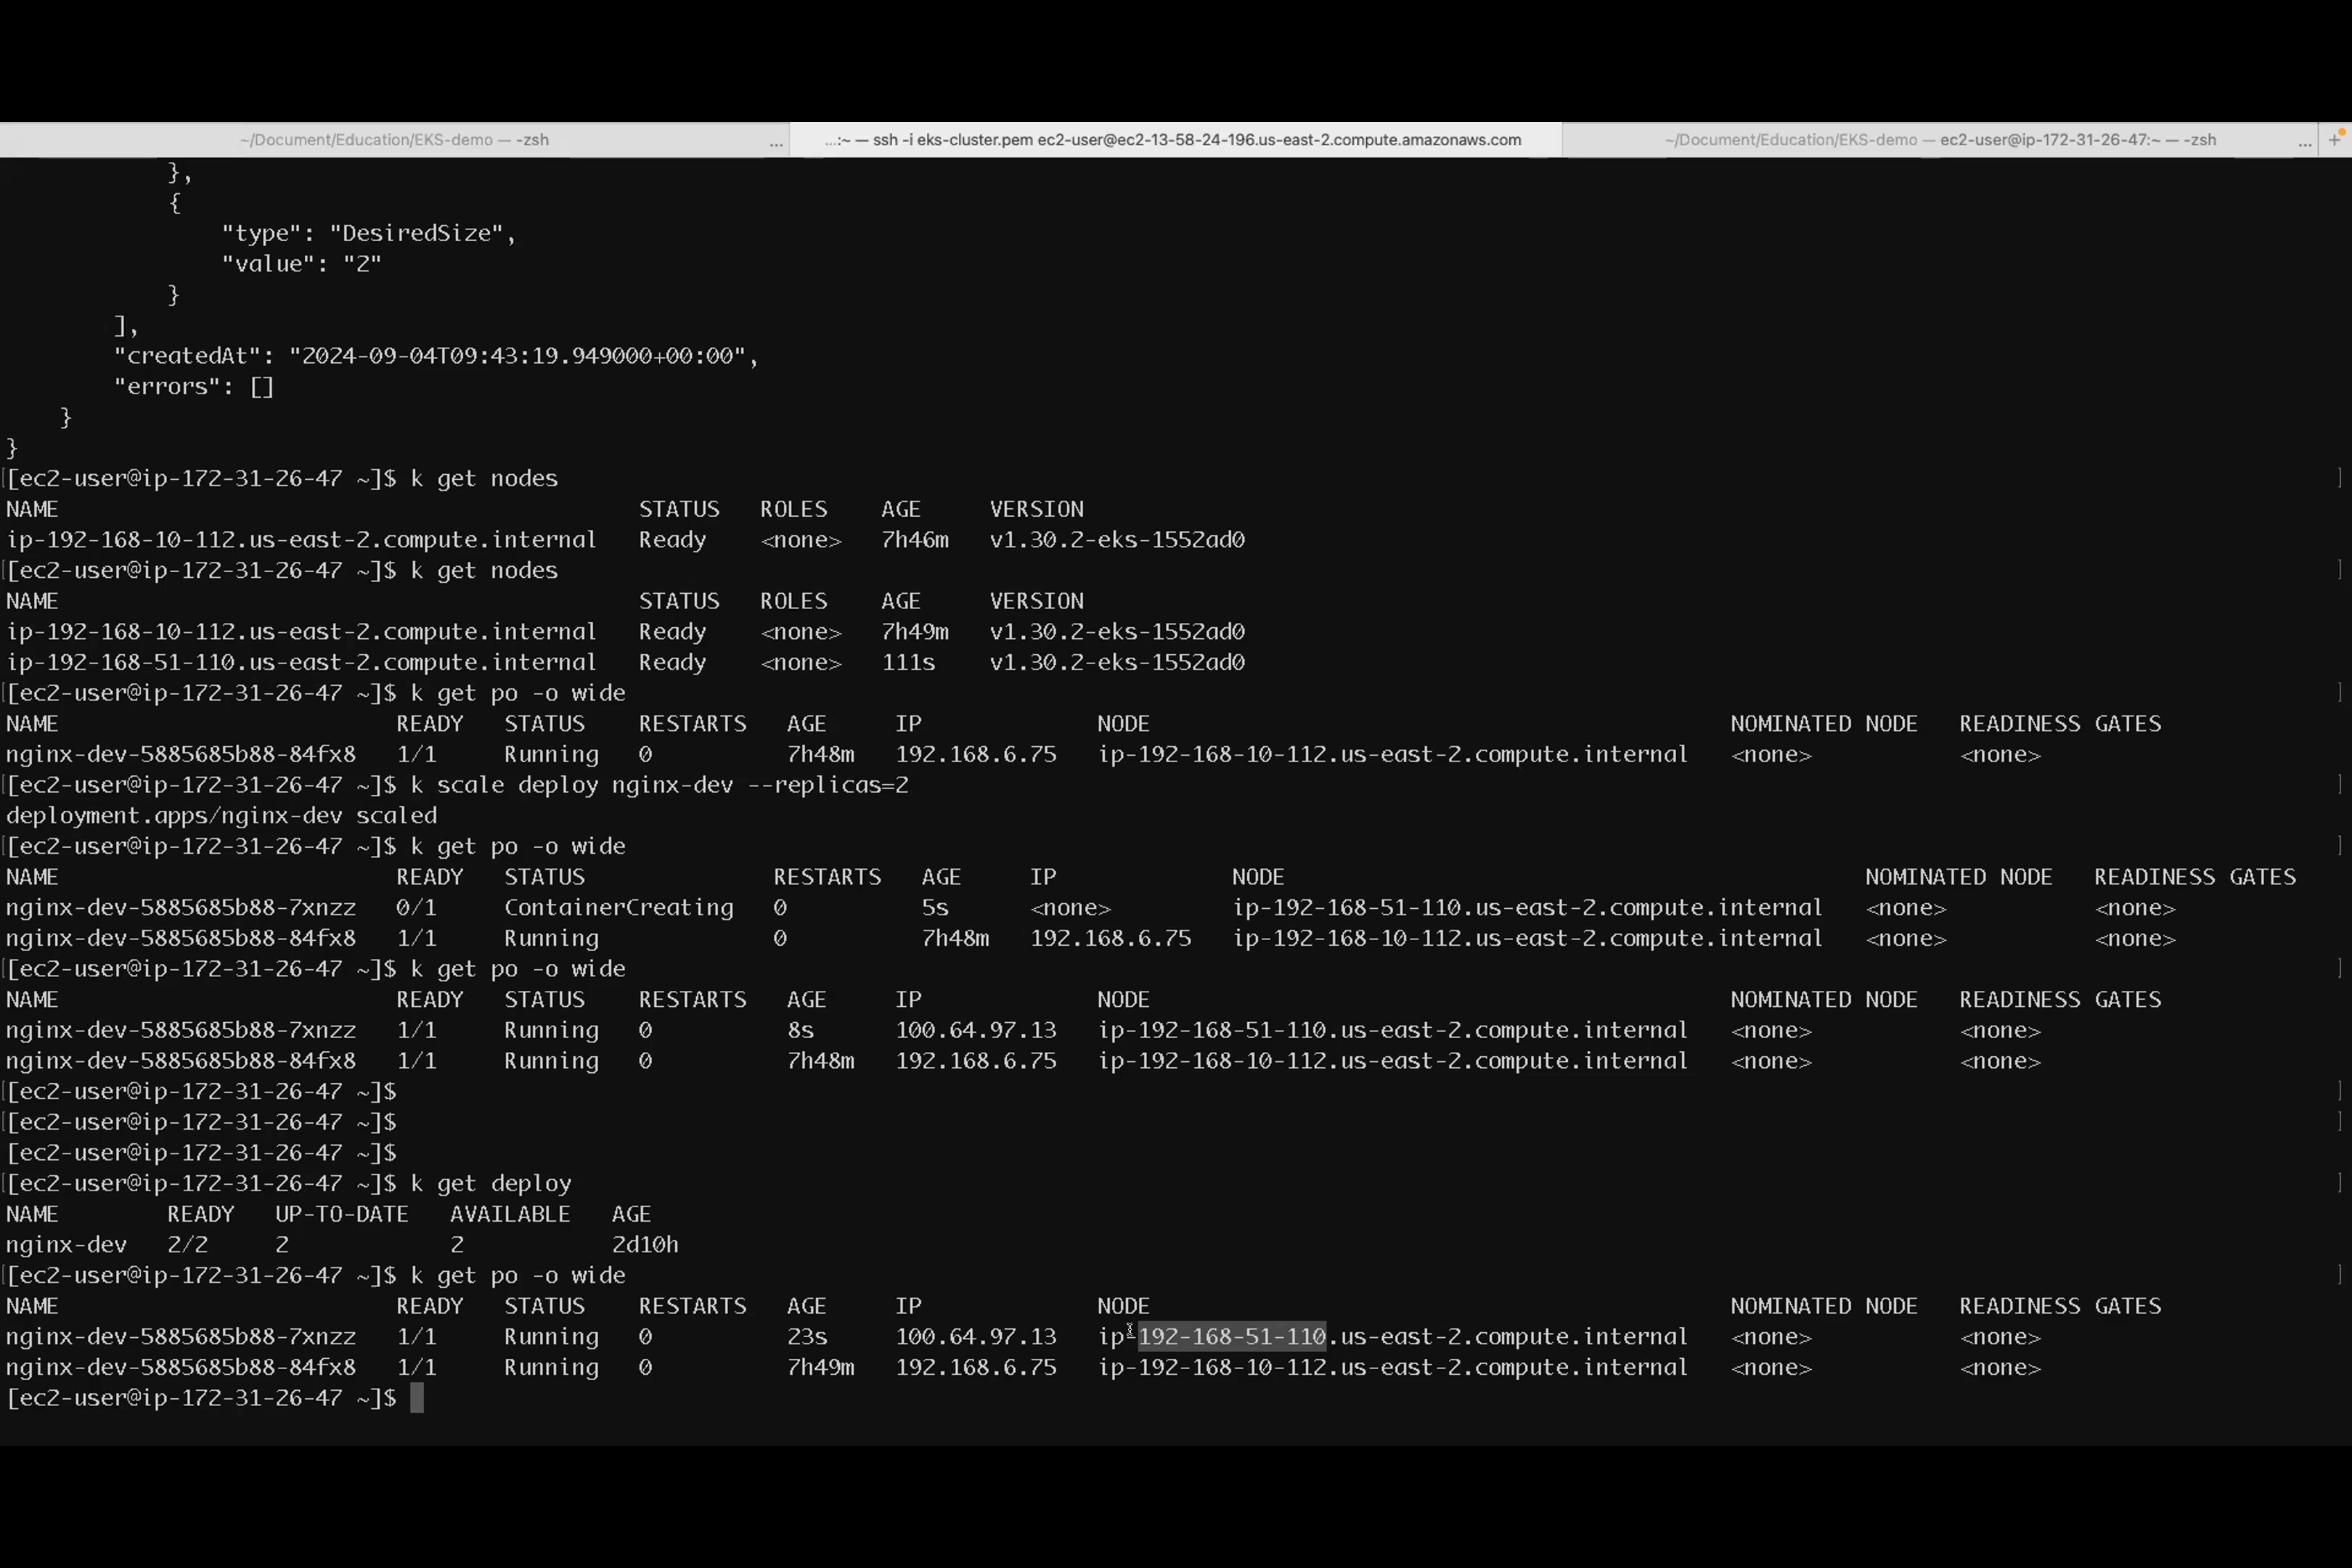 ~/Document/Education/EKS-demo — -zsh ... ...:~ — ssh -i eks-cluster.pem ec2-user@ec2-13-58-24-196.us-east-2.compute.amazonaws.com ~/Document/Education/EKS-demo — ec2-user@ip-172-31-26-47:~ — -zsh ... +
},
{
"type": "DesiredSize",
"value": "2"
}
],
"createdAt": "2024-09-04T09:43:19.949000+00:00",
"errors": []
}
}
[ec2-user@ip-172-31-26-47 ~]$ k get nodes
NAME STATUS ROLES AGE VERSION
ip-192-168-10-112.us-east-2.compute.internal Ready <none> 7h46m v1.30.2-eks-1552ad0
[ec2-user@ip-172-31-26-47 ~]$ k get nodes
NAME STATUS ROLES AGE VERSION
ip-192-168-10-112.us-east-2.compute.internal Ready <none> 7h49m v1.30.2-eks-1552ad0
ip-192-168-51-110.us-east-2.compute.internal Ready <none> 111s v1.30.2-eks-1552ad0
[ec2-user@ip-172-31-26-47 ~]$ k get po -o wide
NAME READY STATUS RESTARTS AGE IP NODE NOMINATED NODE READINESS GATES
nginx-dev-5885685b88-84fx8 1/1 Running 0 7h48m 192.168.6.75 ip-192-168-10-112.us-east-2.compute.internal <none> <none>
[ec2-user@ip-172-31-26-47 ~]$ k scale deploy nginx-dev --replicas=2
deployment.apps/nginx-dev scaled
[ec2-user@ip-172-31-26-47 ~]$ k get po -o wide
NAME READY STATUS RESTARTS AGE IP NODE NOMINATED NODE READINESS GATES
nginx-dev-5885685b88-7xnzz 0/1 ContainerCreating 0 5s <none> ip-192-168-51-110.us-east-2.compute.internal <none> <none>
nginx-dev-5885685b88-84fx8 1/1 Running 0 7h48m 192.168.6.75 ip-192-168-10-112.us-east-2.compute.internal <none> <none>
[ec2-user@ip-172-31-26-47 ~]$ k get po -o wide
NAME READY STATUS RESTARTS AGE IP NODE NOMINATED NODE READINESS GATES
nginx-dev-5885685b88-7xnzz 1/1 Running 0 8s 100.64.97.13 ip-192-168-51-110.us-east-2.compute.internal <none> <none>
nginx-dev-5885685b88-84fx8 1/1 Running 0 7h48m 192.168.6.75 ip-192-168-10-112.us-east-2.compute.internal <none> <none>
[ec2-user@ip-172-31-26-47 ~]$
[ec2-user@ip-172-31-26-47 ~]$
[ec2-user@ip-172-31-26-47 ~]$
[ec2-user@ip-172-31-26-47 ~]$ k get deploy
NAME READY UP-TO-DATE AVAILABLE AGE
nginx-dev 2/2 2 2 2d10h
[ec2-user@ip-172-31-26-47 ~]$ k get po -o wide
NAME READY STATUS RESTARTS AGE IP NODE NOMINATED NODE READINESS GATES
nginx-dev-5885685b88-7xnzz 1/1 Running 0 23s 100.64.97.13 ip-192-168-51-110.us-east-2.compute.internal <none> <none>
nginx-dev-5885685b88-84fx8 1/1 Running 0 7h49m 192.168.6.75 ip-192-168-10-112.us-east-2.compute.internal <none> <none>
[ec2-user@ip-172-31-26-47 ~]$